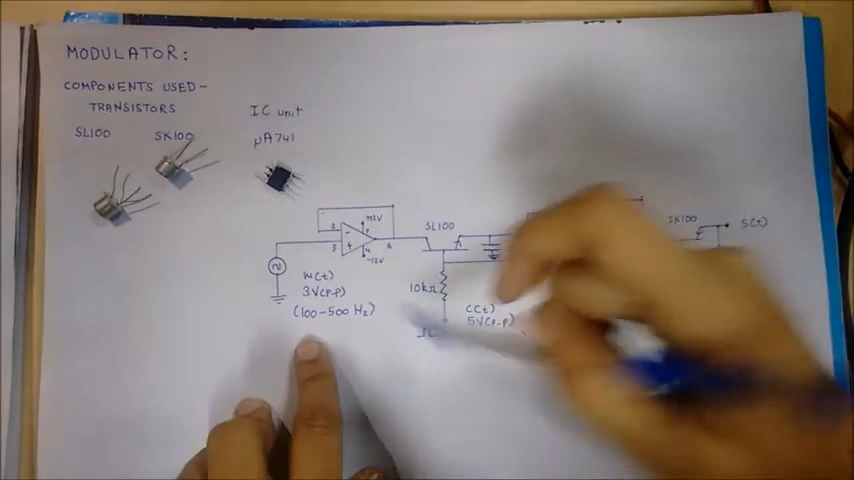 MODULATOR:
COMPONENTS USED-
TRANSISTORS
SL100 SK100
IC unit
µA741
2
3
+12V
7
6
4
-12V
SL100
SK100
S(t)
m(t)
3V(P-P)
(100-500 Hz)
10kΩ
C(t)
5V(P-P)